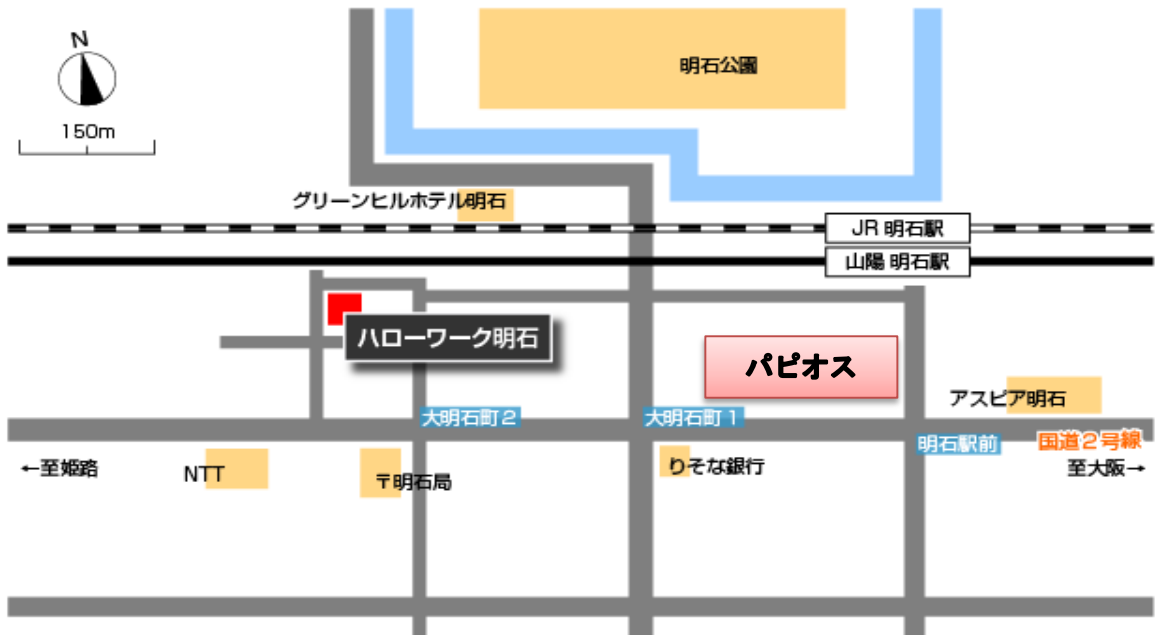 N
150m
明石公園
グリーンヒルホテル明石
JR 明石駅
山陽 明石駅
ハローワーク明石
パピオス
アスピア明石
大明石町2
大明石町1
明石駅前
国道2号線
←至姫路
NTT
〒明石局
りそな銀行
至大阪→